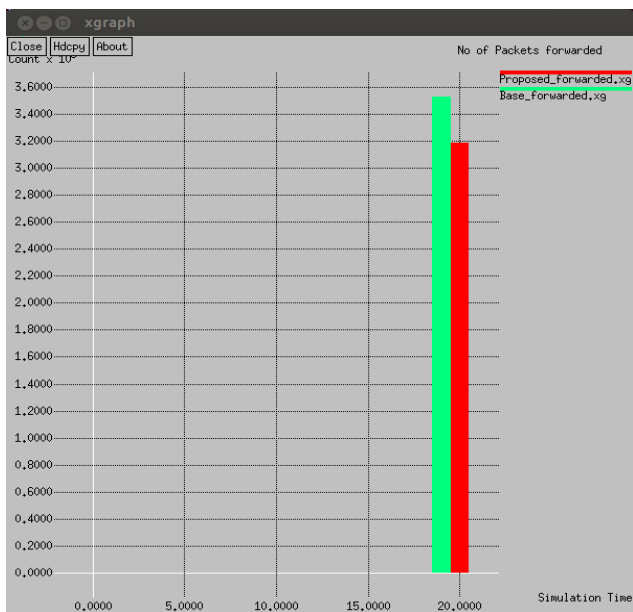 xgraph
Close Hdcpy About
No of Packets forwarded
Count x 10
Proposed_forwarded.xg
Base_forwarded.xg
3.6000
3.4000
3.2000
3.0000
2.8000
2.6000
2.4000
2.2000
2.0000
1.8000
1.6000
1.4000
1.2000
1.0000
0.8000
0.6000
0.4000
0.2000
0.0000
0.0000 5.0000 10.0000 15.0000 20.0000
Simulation Time